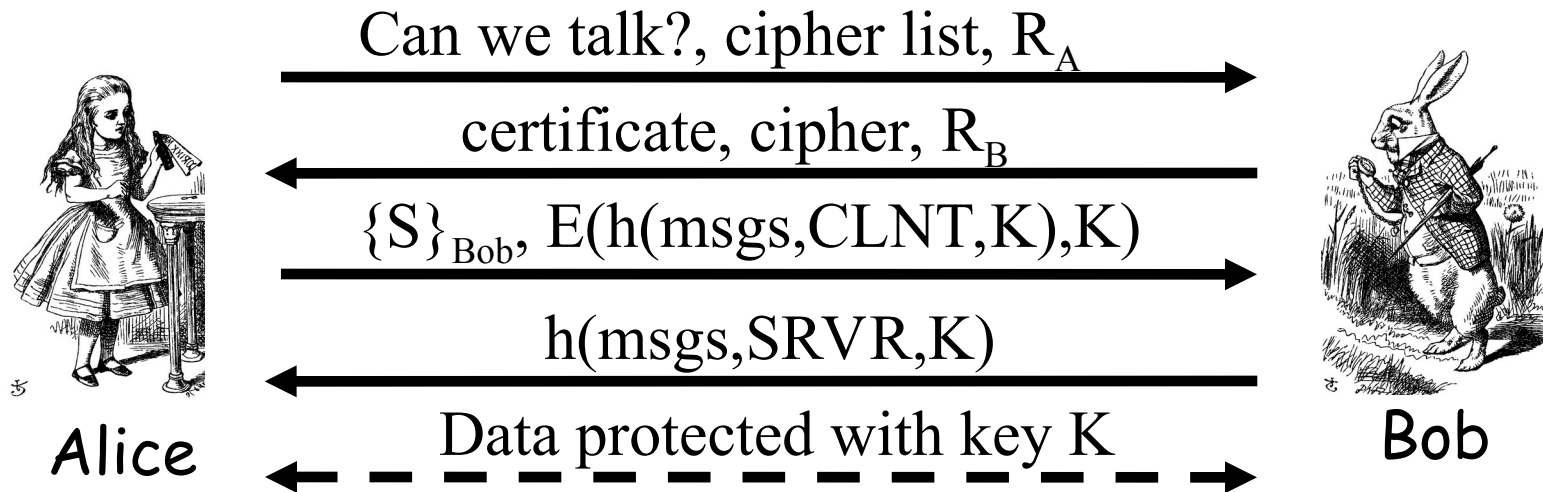 Can we talk?, cipher list, R_A
certificate, cipher, R_B
{S}_Bob, E(h(msgs,CLNT,K),K)
h(msgs,SRVR,K)
Data protected with key K
Alice
Bob